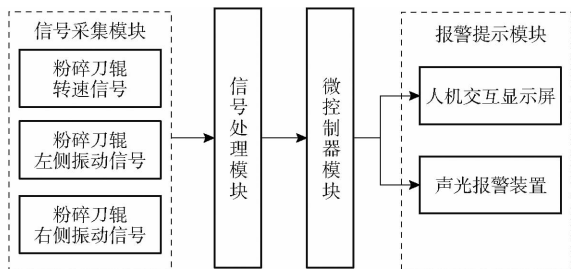 信号采集模块
粉碎刀辊
转速信号
粉碎刀辊
左侧振动信号
粉碎刀辊
右侧振动信号
信号处理模块
微控制器模块
报警提示模块
人机交互显示屏
声光报警装置